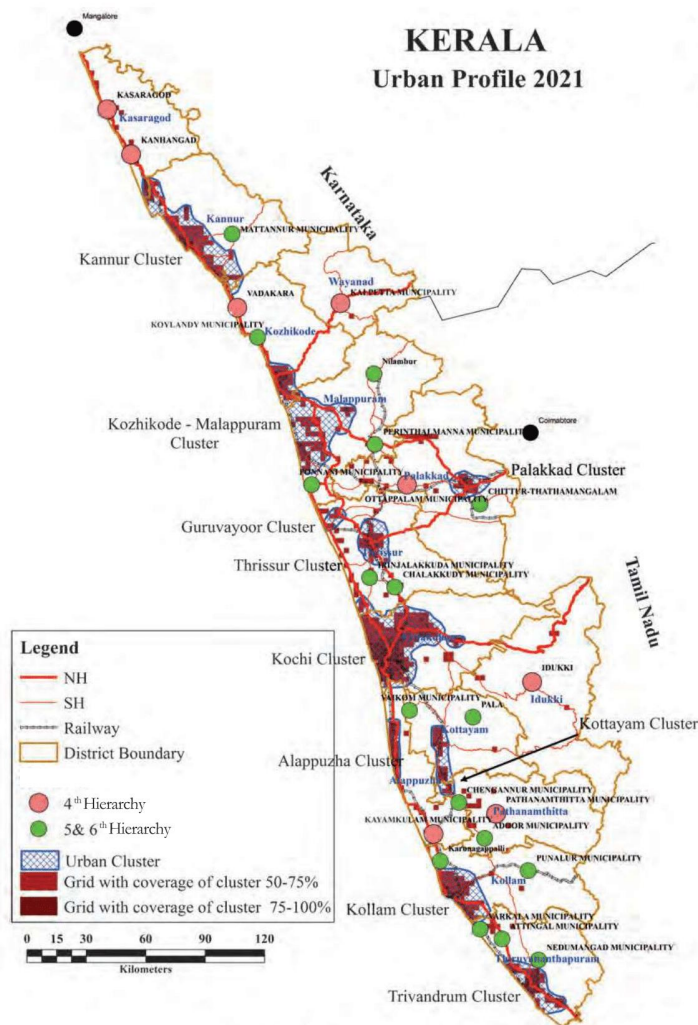 Mangalore
KERALA
Urban Profile 2021
KASARAGOD
Kasaragod
KANHANGAD
Karnataka
Kannur
MATTANNUR MUNICIPALITY
Kannur Cluster
Wayanad
VADAKARA
KALPETTA MUNCIPALITY
KOYLANDY MUNICIPALITY
Kozhikode
Nilambur
Malappuram
Coimabtore
Kozhikode - Malappuram
Cluster
PERINTHALMANNA MUNICIPALIT
PONNANI MUNICIPALITY
Palakkad
Palakkad Cluster
OTTAPPALAM MUNICIPALITY
CHITTUR-THATHAMANGALAM
Guruvayoor Cluster
Thrissur
Thrissur Cluster
IRINJALAKKUDA MUNICIPALITY
CHALAKKUDY MUNICIPALITY
Tamil Nadu
Kochi Cluster
IDUKKI
Idukki
VAIKOM MUNICIPALITY
PALA
Kottayam
Kottayam Cluster
Alappuzha Cluster
Alappuzha
CHENGANNUR MUNICIPALITY
PATHANAMTHITTA MUNICIPALITY
Pathanamthitta
KAYAMKULAM MUNICIPALITY
ADOOR MUNICIPALITY
Karunagappally
PUNALUR MUNICIPALITY
Kollam
Kollam Cluster
VARKALA MUNICIPALITY
ATTINGAL MUNICIPALITY
NEDUMANGAD MUNICIPALITY
Thiruvananthapuram
Trivandrum Cluster
Legend
NH
SH
Railway
District Boundary
4th Hierarchy
5& 6th Hierarchy
Urban Cluster
Grid with coverage of cluster 50-75%
Grid with coverage of cluster 75-100%
0 15 30 60 90 120
Kilometers